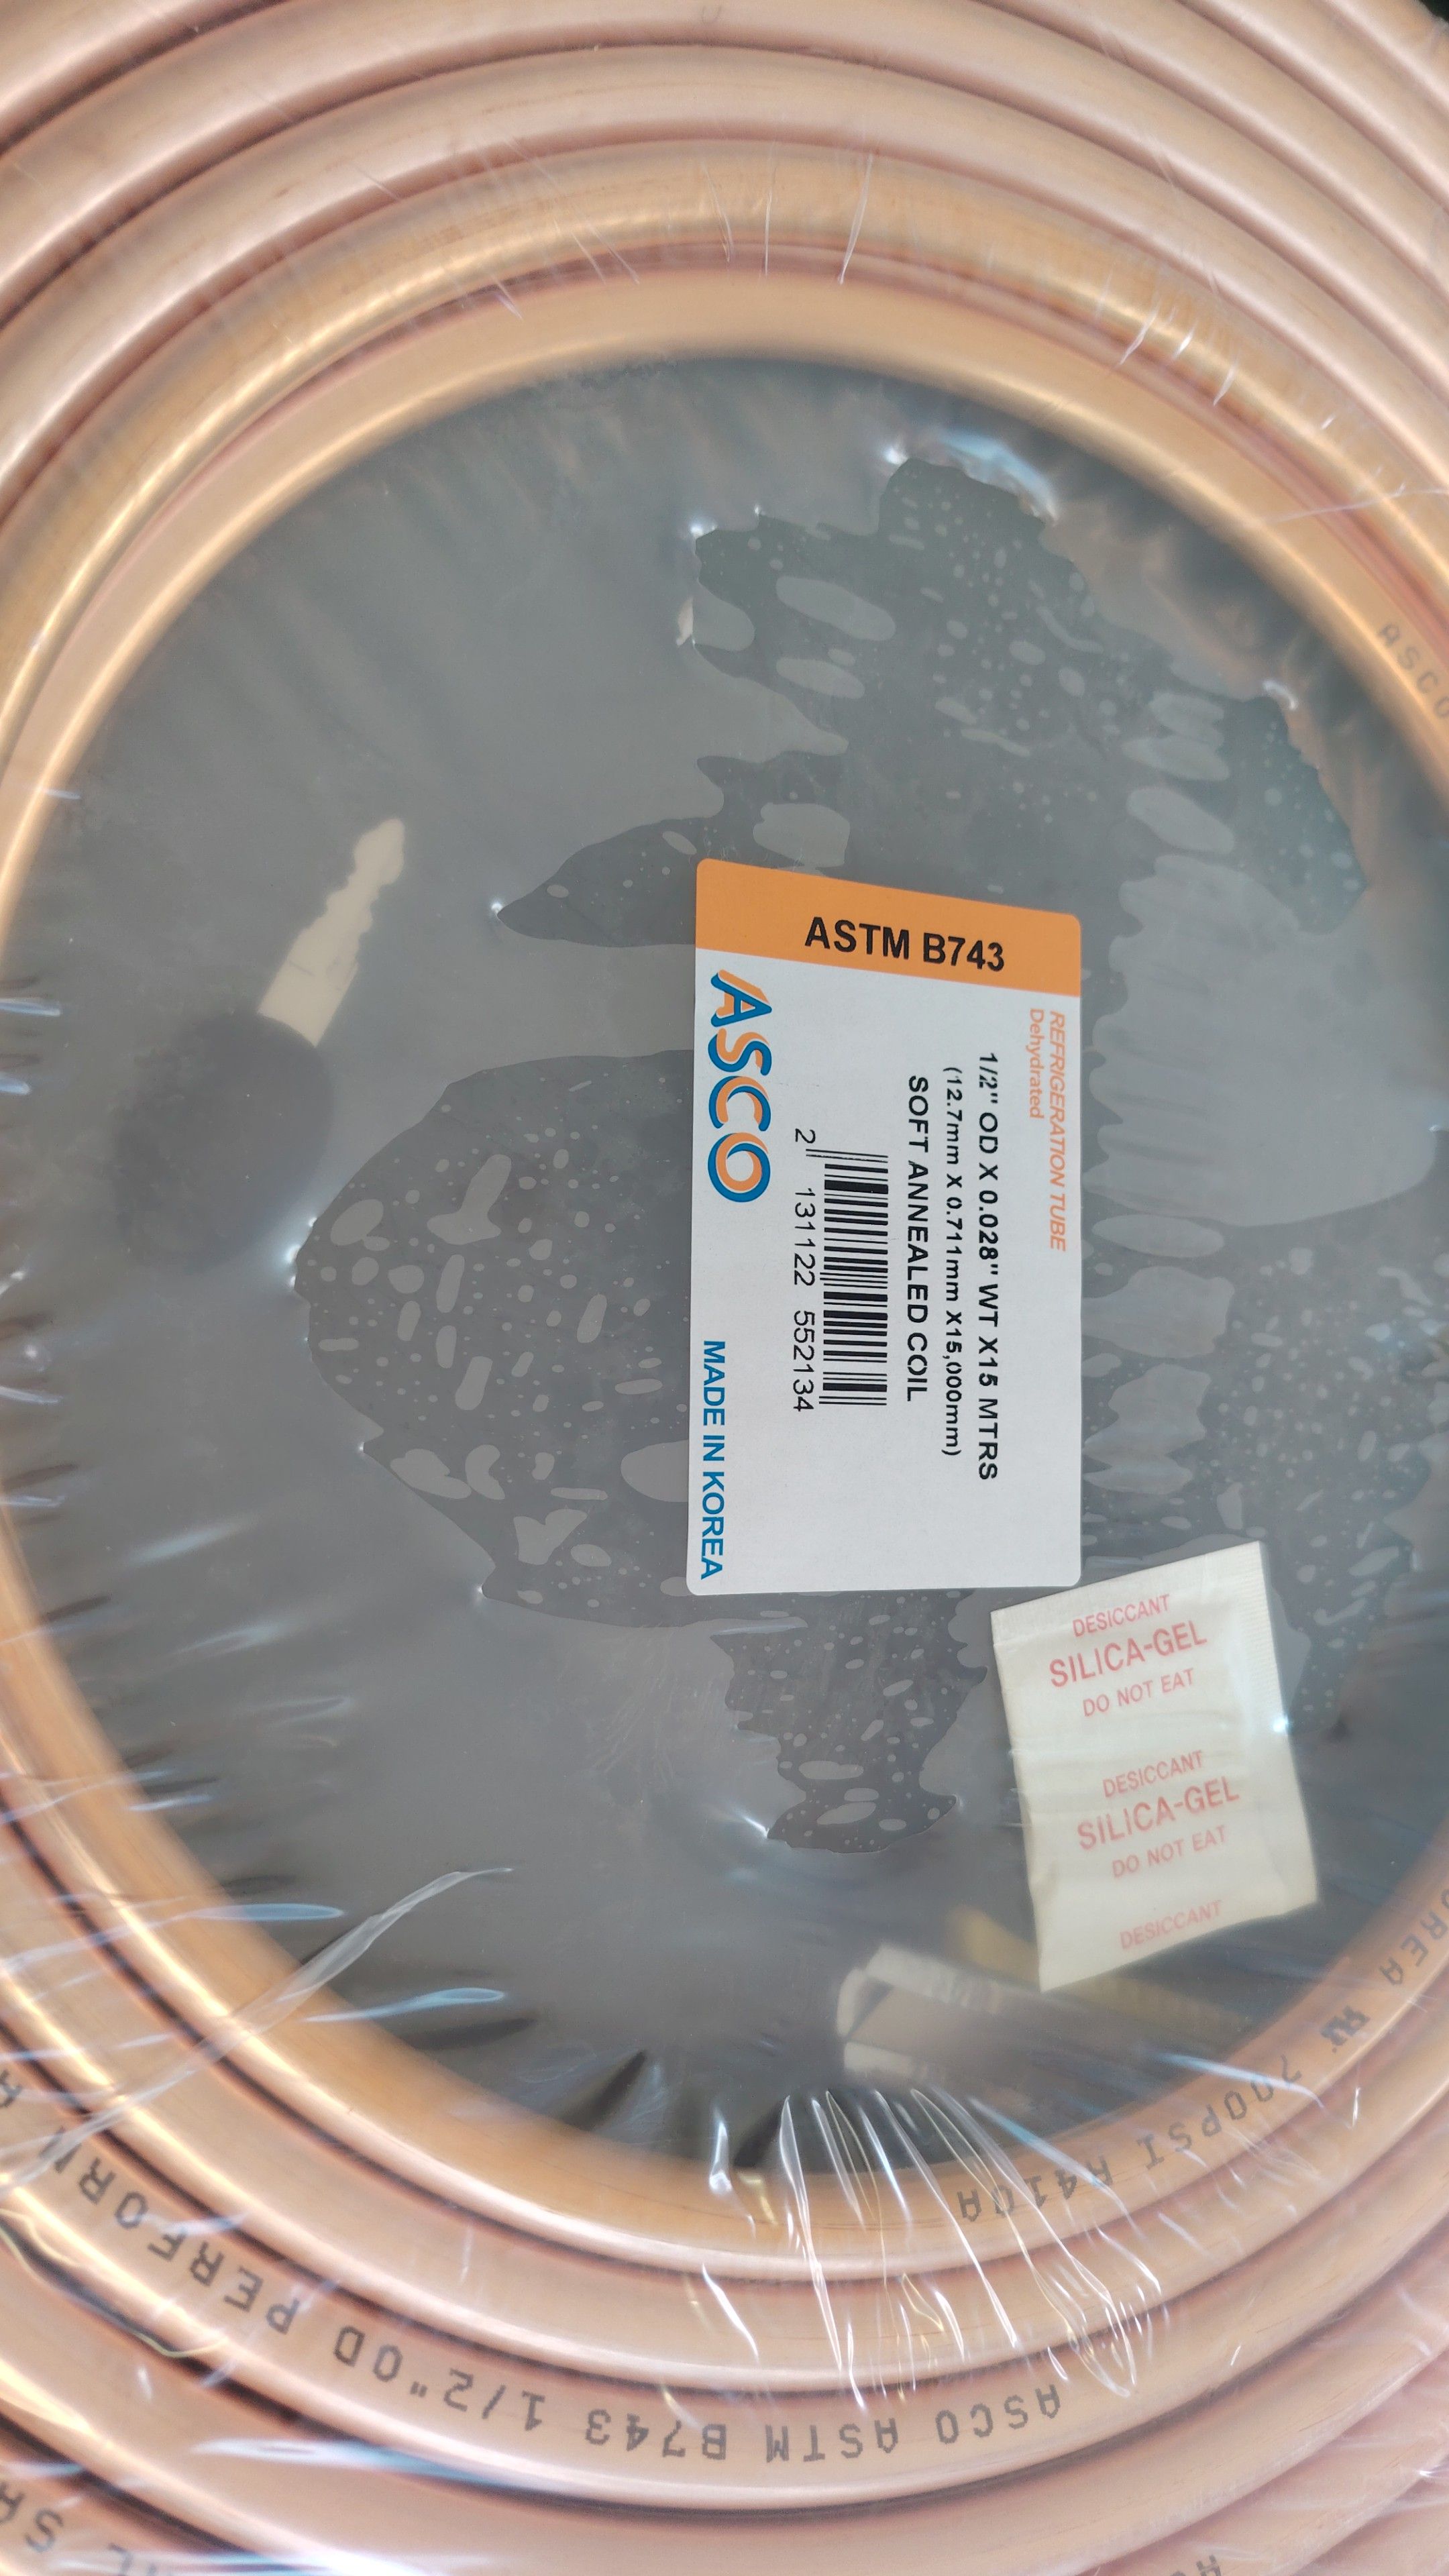 ASTM B743
REFRIGERATION TUBE
Dehydrated
1/2" OD X 0.028" WT X15 MTRS
(12.7mm X 0.711mm X15,000mm)
SOFT ANNEALED COIL
2 131122 552134
ASCO
MADE IN KOREA
DESICCANT
SILICA-GEL
DO NOT EAT
DESICCANT
SILICA-GEL
DO NOT EAT
DESICCANT
ASCO
700PSI R410A
ASCO ASTM B743 1/2"OD PERFORM